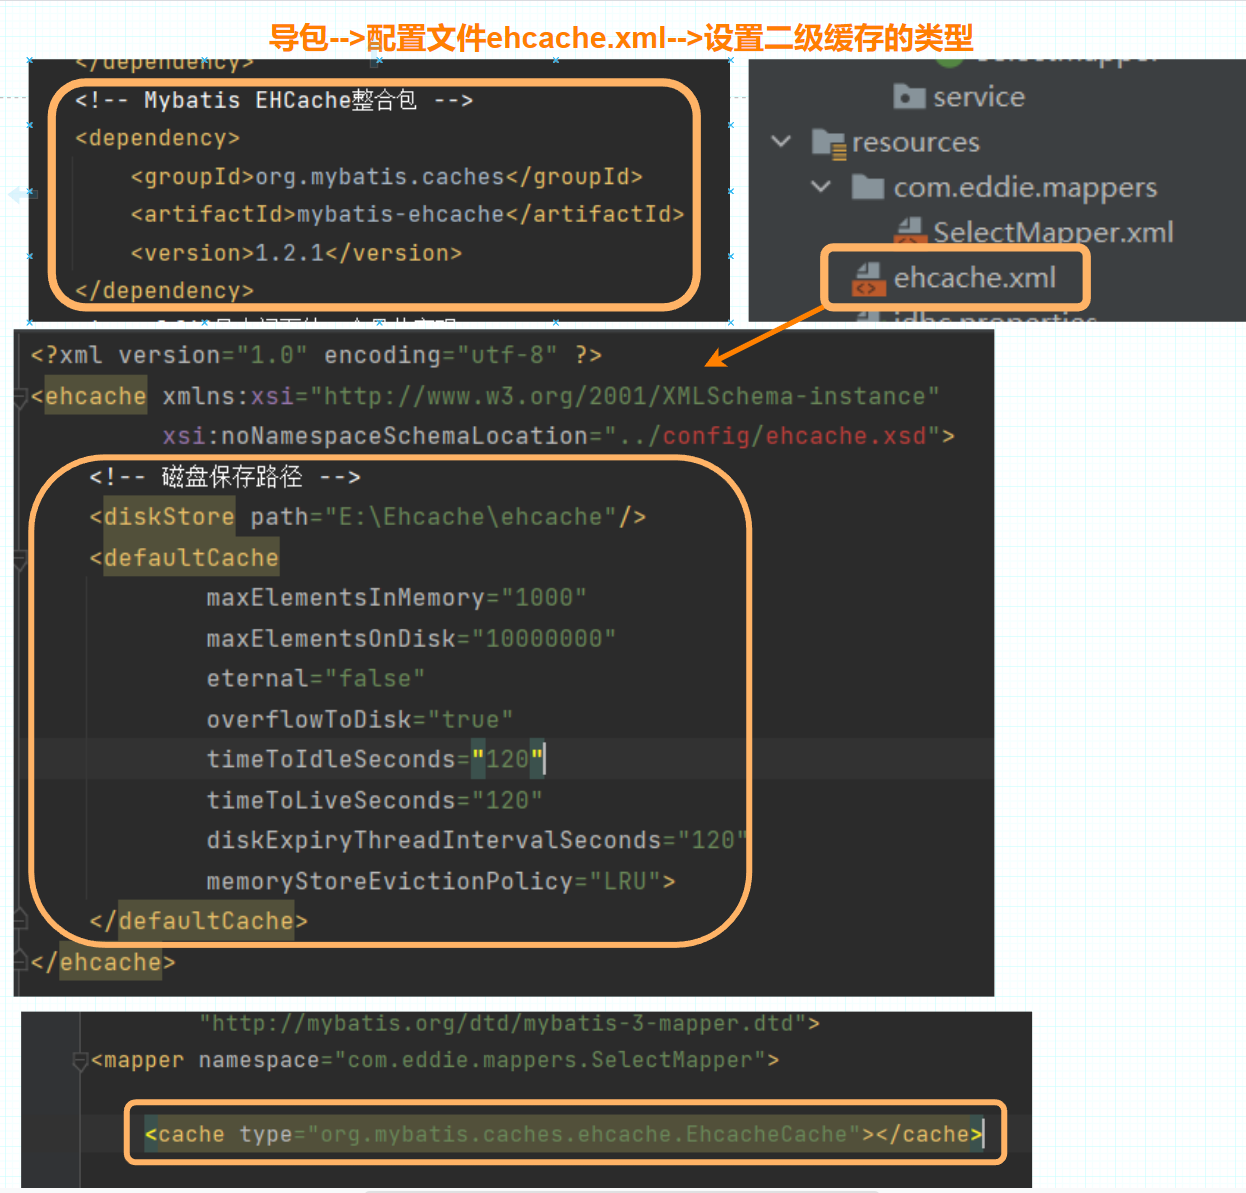 导包-->配置文件ehcache.xml-->设置二级缓存的类型
</dependency>
<!-- Mybatis EHCache整合包 -->
<dependency>
<groupId>org.mybatis.caches</groupId>
<artifactId>mybatis-ehcache</artifactId>
<version>1.2.1</version>
</dependency>
SelectMapper
service
resources
com.eddie.mappers
SelectMapper.xml
ehcache.xml
jdbc.properties
<?xml version="1.0" encoding="utf-8" ?>
<ehcache xmlns:xsi="http://www.w3.org/2001/XMLSchema-instance"
xsi:noNamespaceSchemaLocation="../config/ehcache.xsd">
<!-- 磁盘保存路径 -->
<diskStore path="E:\Ehcache\ehcache"/>
<defaultCache
maxElementsInMemory="1000"
maxElementsOnDisk="10000000"
eternal="false"
overflowToDisk="true"
timeToIdleSeconds="120"
timeToLiveSeconds="120"
diskExpiryThreadIntervalSeconds="120"
memoryStoreEvictionPolicy="LRU">
</defaultCache>
</ehcache>
"http://mybatis.org/dtd/mybatis-3-mapper.dtd">
<mapper namespace="com.eddie.mappers.SelectMapper">
<cache type="org.mybatis.caches.ehcache.EhcacheCache"></cache>